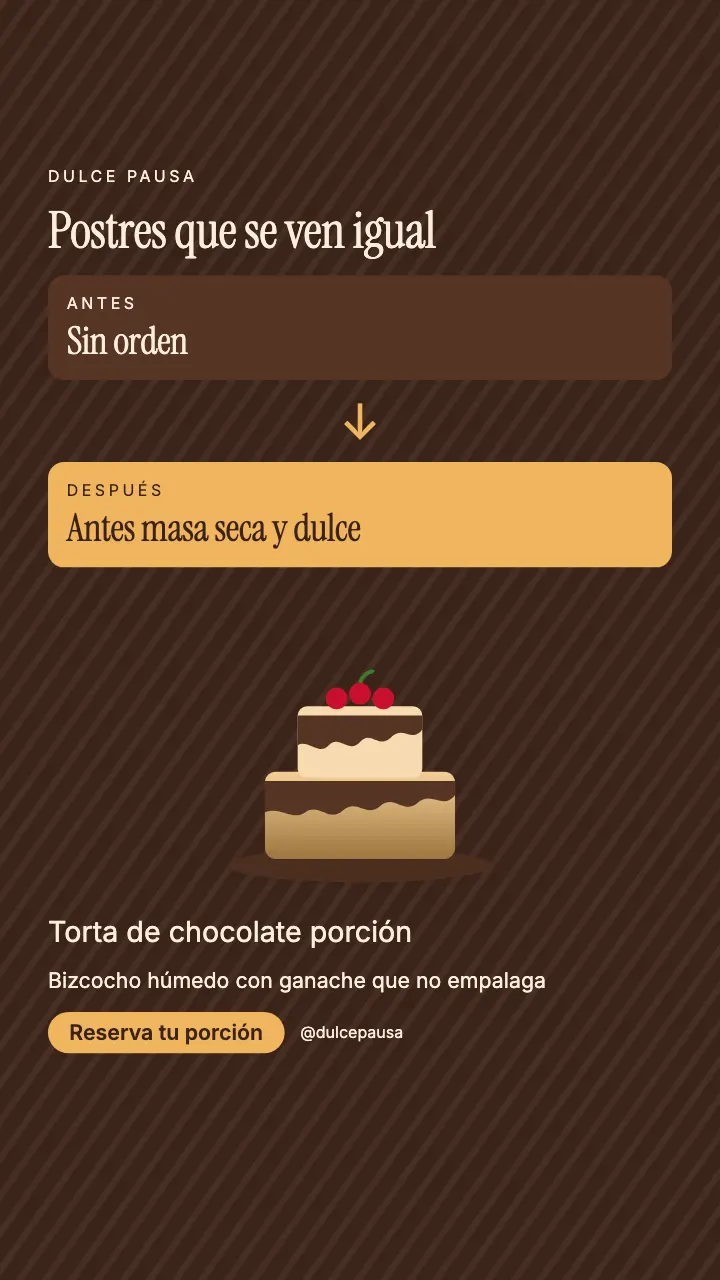 DULCE PAUSA
Postres que se ven igual
ANTES
Sin orden
DESPUÉS
Antes masa seca y dulce
Torta de chocolate porción
Bizcocho húmedo con ganache que no empalaga
Reserva tu porción
@dulcepausa